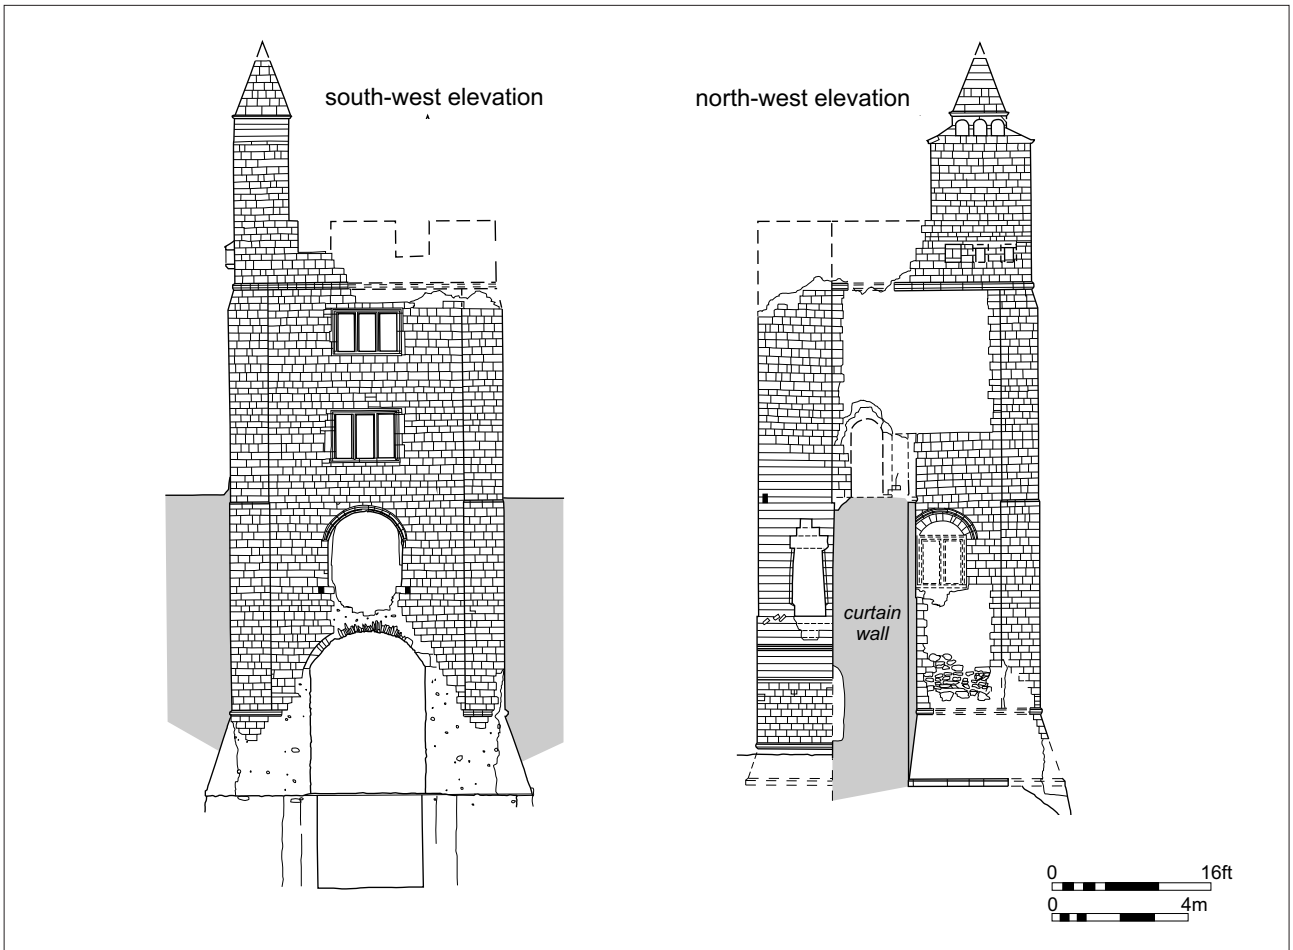 south-west elevation
north-west elevation
curtain
wall
0 16ft
0 4m